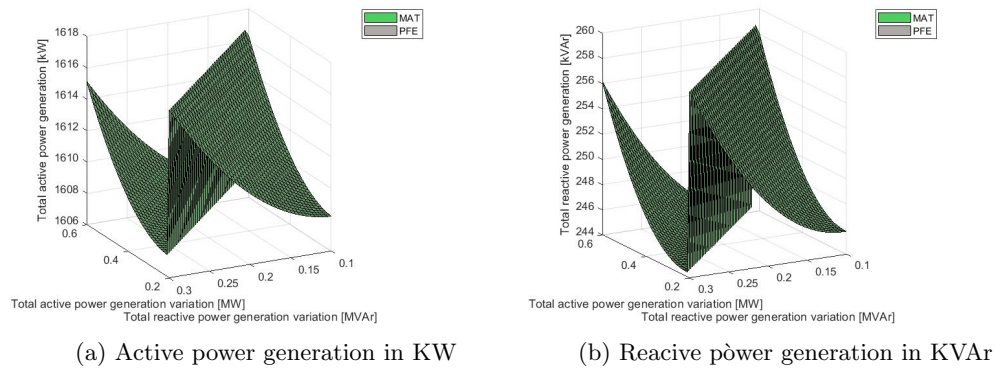 MAT
PFE
Total active power generation [kW]
1618
1616
1614
1612
1610
1608
1606
0.6
0.4
0.2
0.3
0.25
0.2
0.15
0.1
Total active power generation variation [MW]
Total reactive power generation variation [MVAr]
(a) Active power generation in KW
MAT
PFE
Total reactive power generation [kVAr]
260
258
256
254
252
250
248
246
244
0.6
0.4
0.2
0.3
0.25
0.2
0.15
0.1
Total active power generation variation [MW]
Total reactive power generation variation [MVAr]
(b) Reacive pòwer generation in KVAr